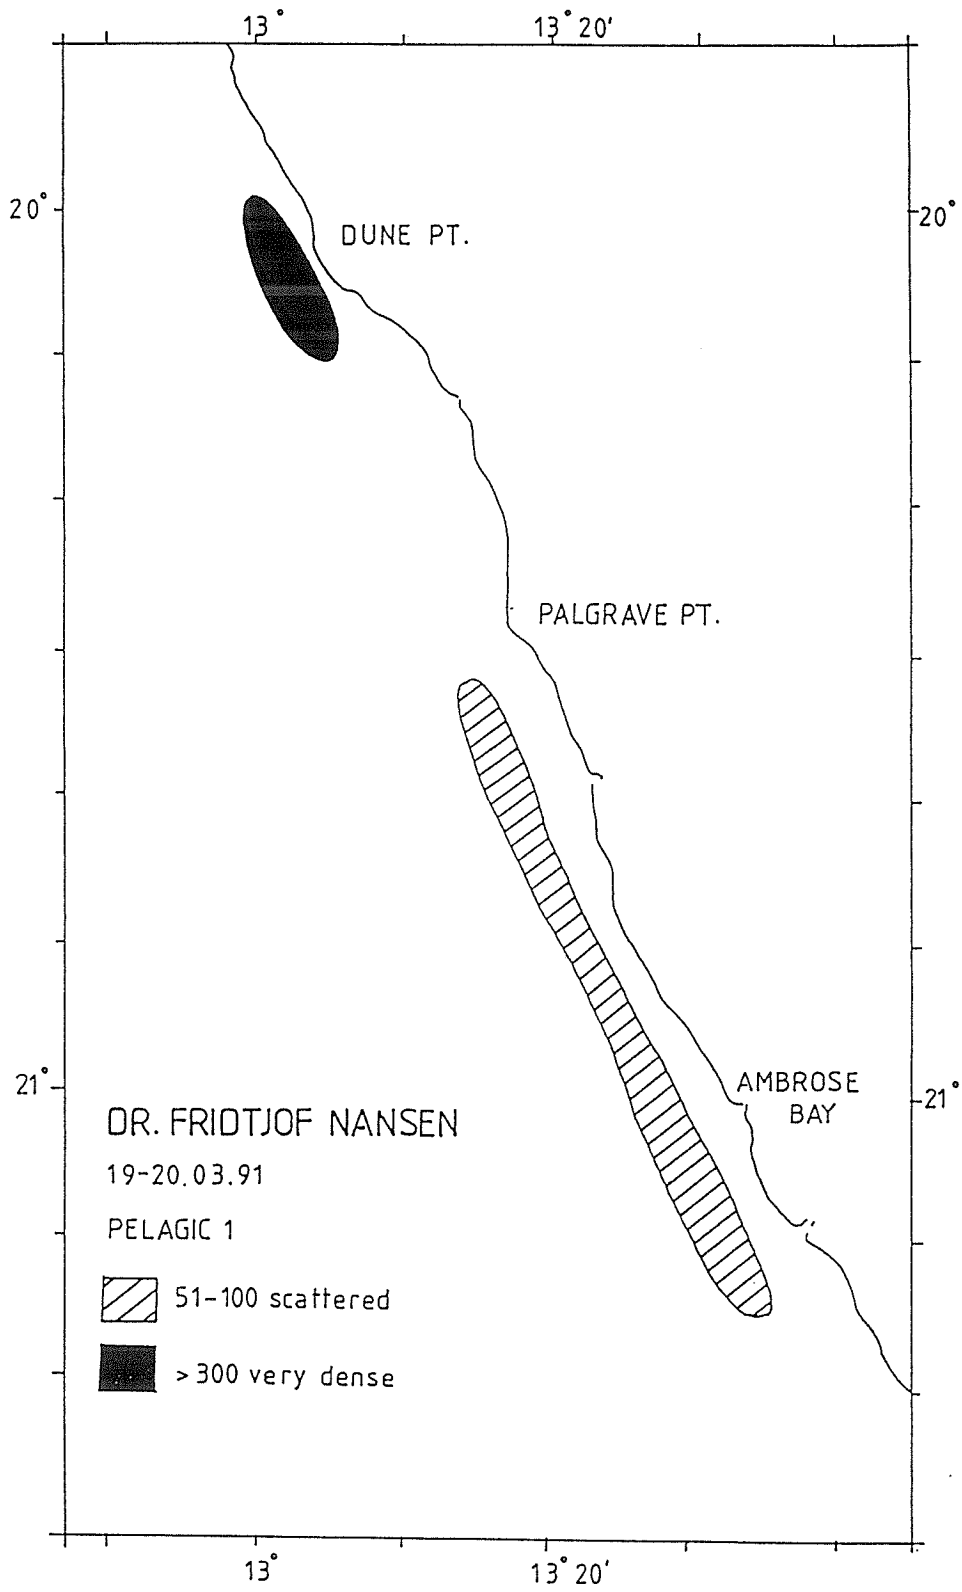 13° 13° 20'
20° 20°
DUNE PT.
PALGRAVE PT.
21° 21°
AMBROSE
BAY
DR. FRIDTJOF NANSEN
19-20.03.91
PELAGIC 1
51-100 scattered
>300 very dense
13° 13° 20'